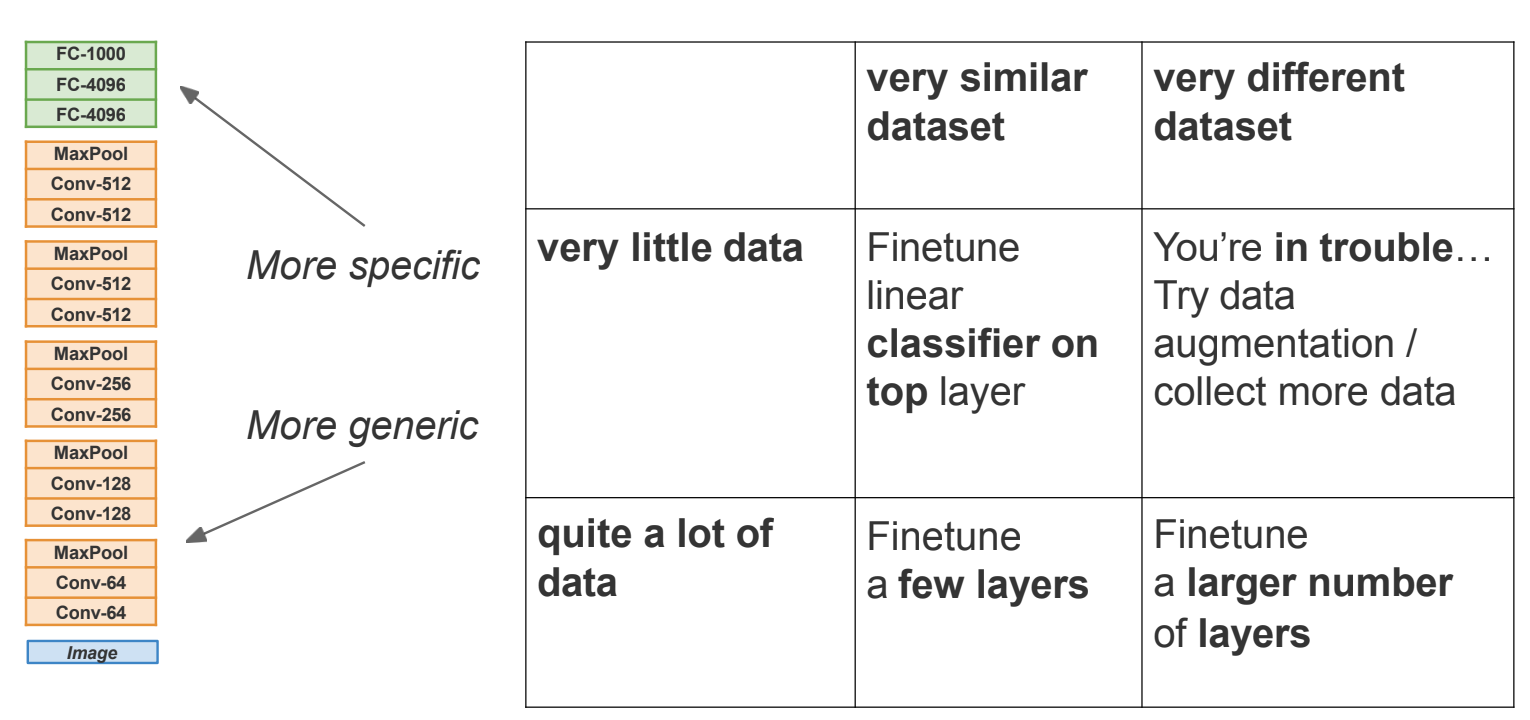 FC-1000
FC-4096
FC-4096
MaxPool
Conv-512
Conv-512
MaxPool
Conv-512
Conv-512
MaxPool
Conv-256
Conv-256
MaxPool
Conv-128
Conv-128
MaxPool
Conv-64
Conv-64
Image
More specific
More generic
very similar
dataset
very different
dataset
very little data
Finetune
linear
classifier on
top layer
You’re in trouble…
Try data
augmentation /
collect more data
quite a lot of
data
Finetune
a few layers
Finetune
a larger number
of layers